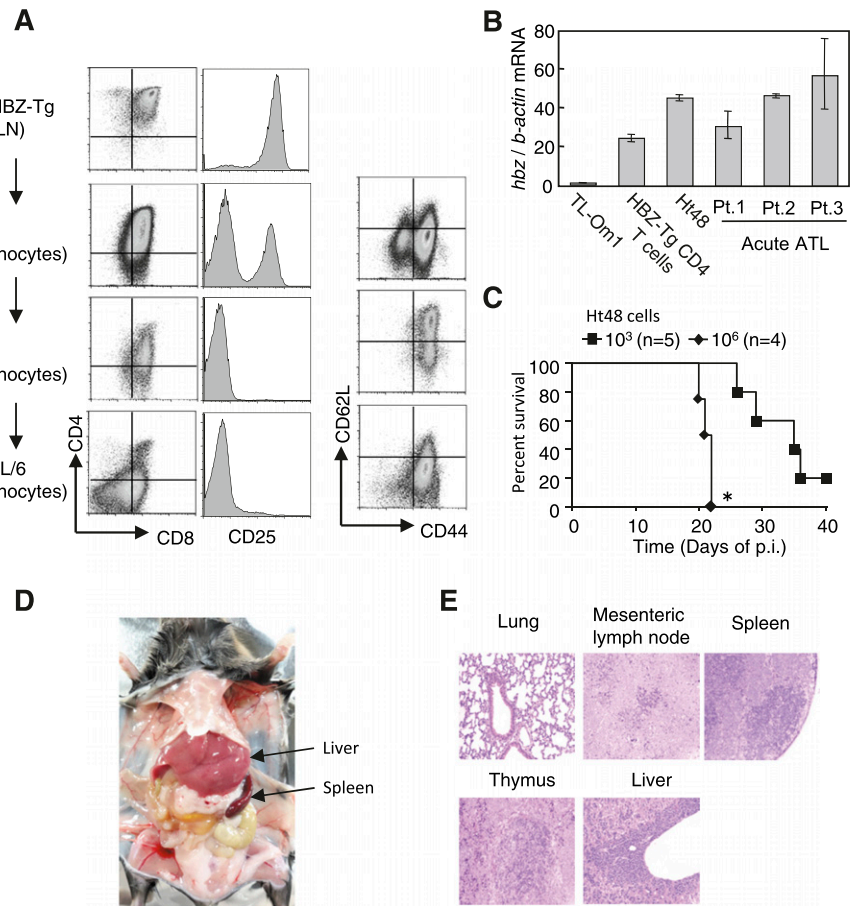 A
HBZ-Tg
LN)
nocytes)
nocytes)
L/6
nocytes)
CD4
CD8
CD25
CD62L
CD44
B
hbz / b-actin mRNA
80
60
40
20
0
TL-Om1
HBZ-Tg CD4
T cells
Ht48
Pt.1
Pt.2
Pt.3
Acute ATL
C
Ht48 cells
10³ (n=5)
10⁶ (n=4)
Percent survival
100
80
60
40
20
0
*
0
10
20
30
40
Time (Days of p.i.)
D
Liver
Spleen
E
Lung
Mesenteric
lymph node
Spleen
Thymus
Liver